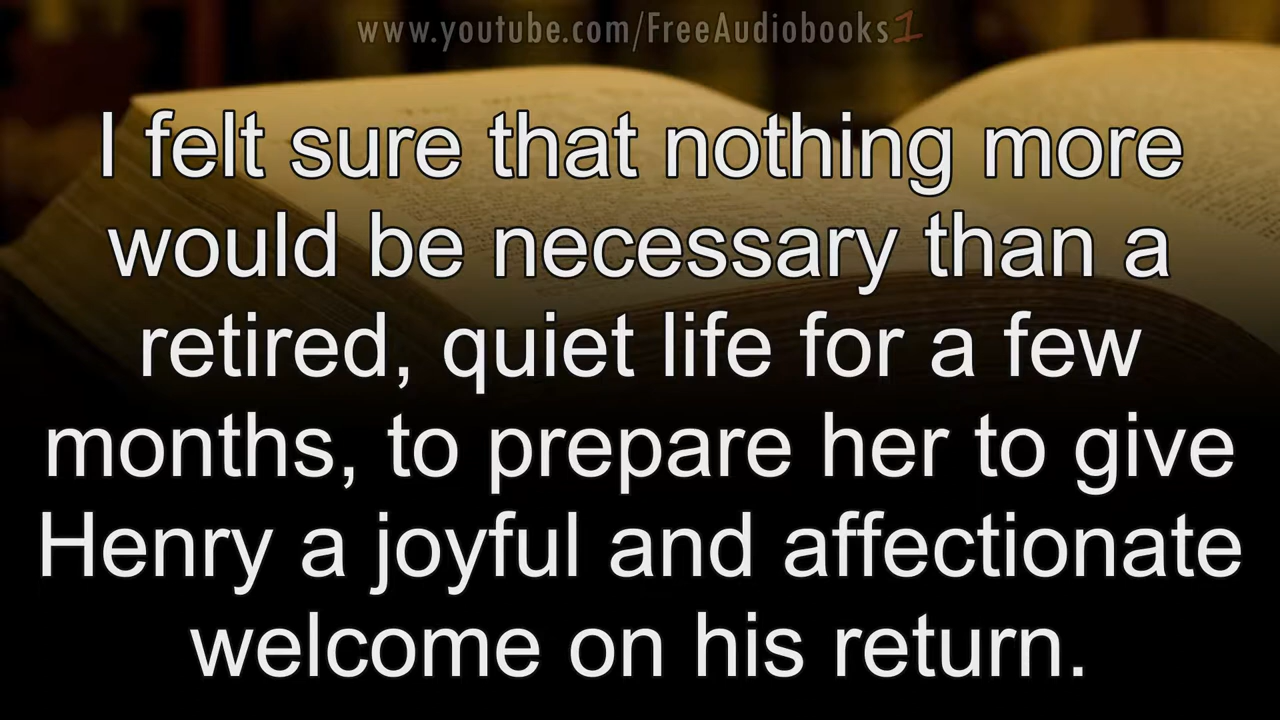 www.youtube.com/FreeAudiobooks1
I felt sure that nothing more
would be necessary than a
retired, quiet life for a few
months, to prepare her to give
Henry a joyful and affectionate
welcome on his return.